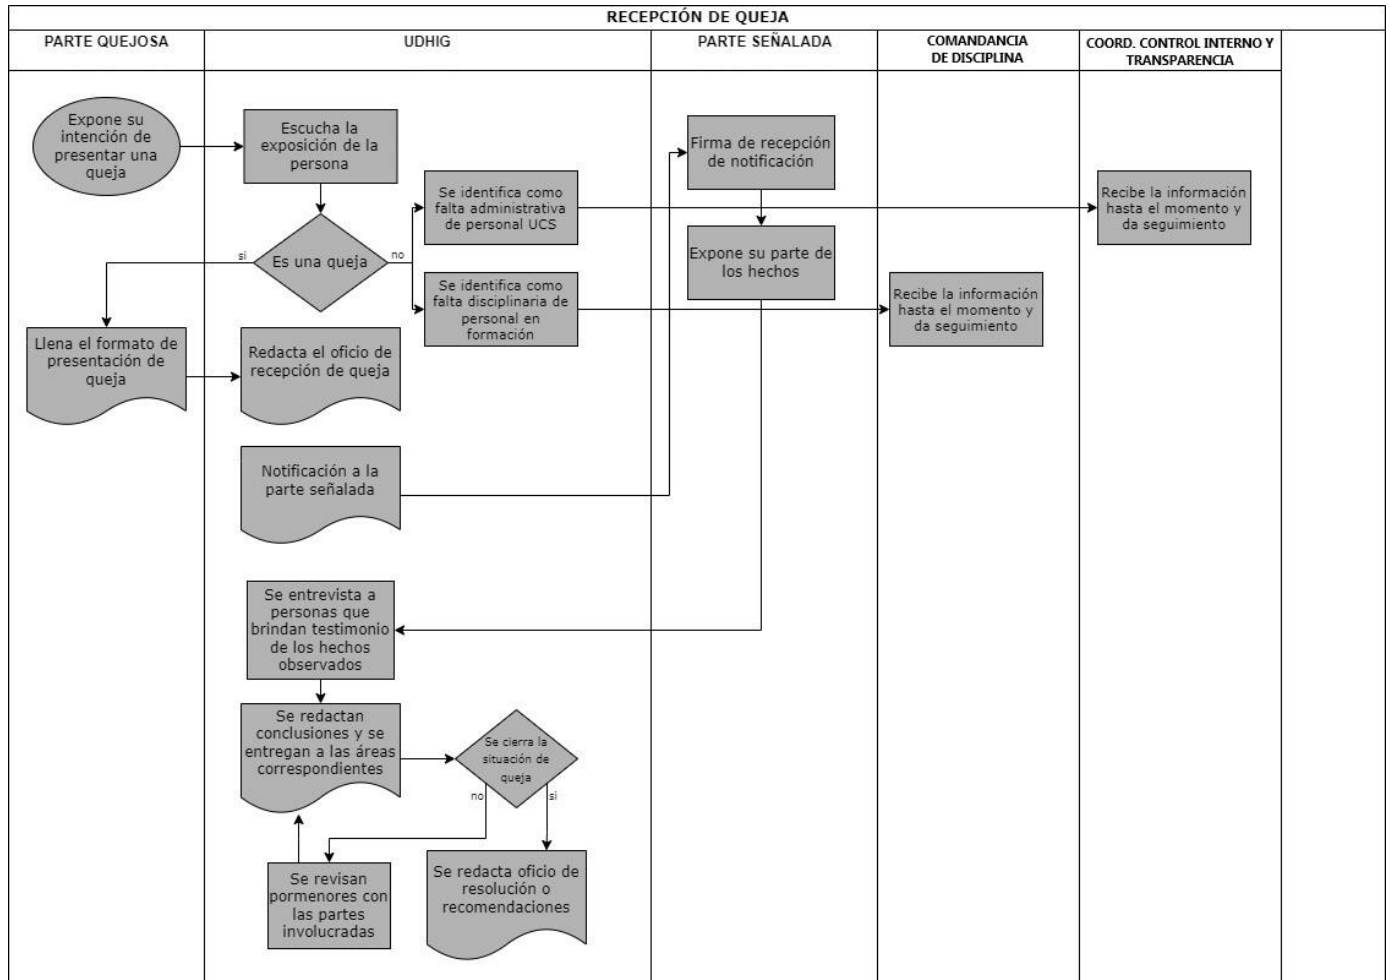 RECEPCIÓN DE QUEJA
PARTE QUEJOSA
UDHIG
PARTE SEÑALADA
COMANDANCIA
DE DISCIPLINA
COORD. CONTROL INTERNO Y
TRANSPARENCIA
Expone su
intención de
presentar una
queja
Escucha la
exposición de la
persona
Es una queja
si
no
Se identifica como
falta administrativa
de personal UCS
Se identifica como
falta disciplinaria de
personal en
formación
Firma de recepción
de notificación
Expone su parte de
los hechos
Recibe la información
hasta el momento y
da seguimiento
Recibe la información
hasta el momento y
da seguimiento
Llena el formato de
presentación de
queja
Redacta el oficio de
recepción de queja
Notificación a la
parte señalada
Se entrevista a
personas que
brindan testimonio
de los hechos
observados
Se redactan
conclusiones y se
entregan a las áreas
correspondientes
Se cierra la
situación de
queja
no
si
Se revisan
pormenores con
las partes
involucradas
Se redacta oficio de
resolución o
recomendaciones